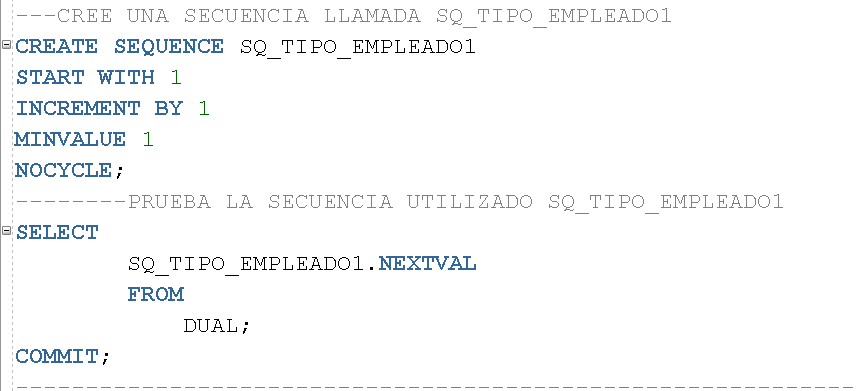 ---CREE UNA SECUENCIA LLAMADA SQ_TIPO_EMPLEADO1
CREATE SEQUENCE SQ_TIPO_EMPLEADO1
START WITH 1
INCREMENT BY 1
MINVALUE 1
NOCYCLE;
--------PRUEBA LA SECUENCIA UTILIZADO SQ_TIPO_EMPLEADO1
SELECT
SQ_TIPO_EMPLEADO1.NEXTVAL
FROM
DUAL;
COMMIT;
------------------------------------------------------------